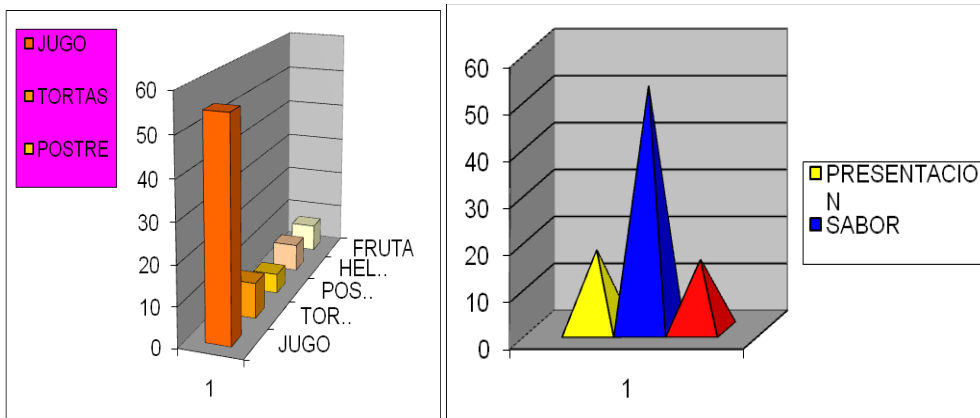 JUGO
TORTAS
POSTRE
60
50
40
30
20
10
0
FRUTA
HEL..
POS..
TOR..
JUGO
1
60
50
40
30
20
10
0
1
PRESENTACIO
N
SABOR